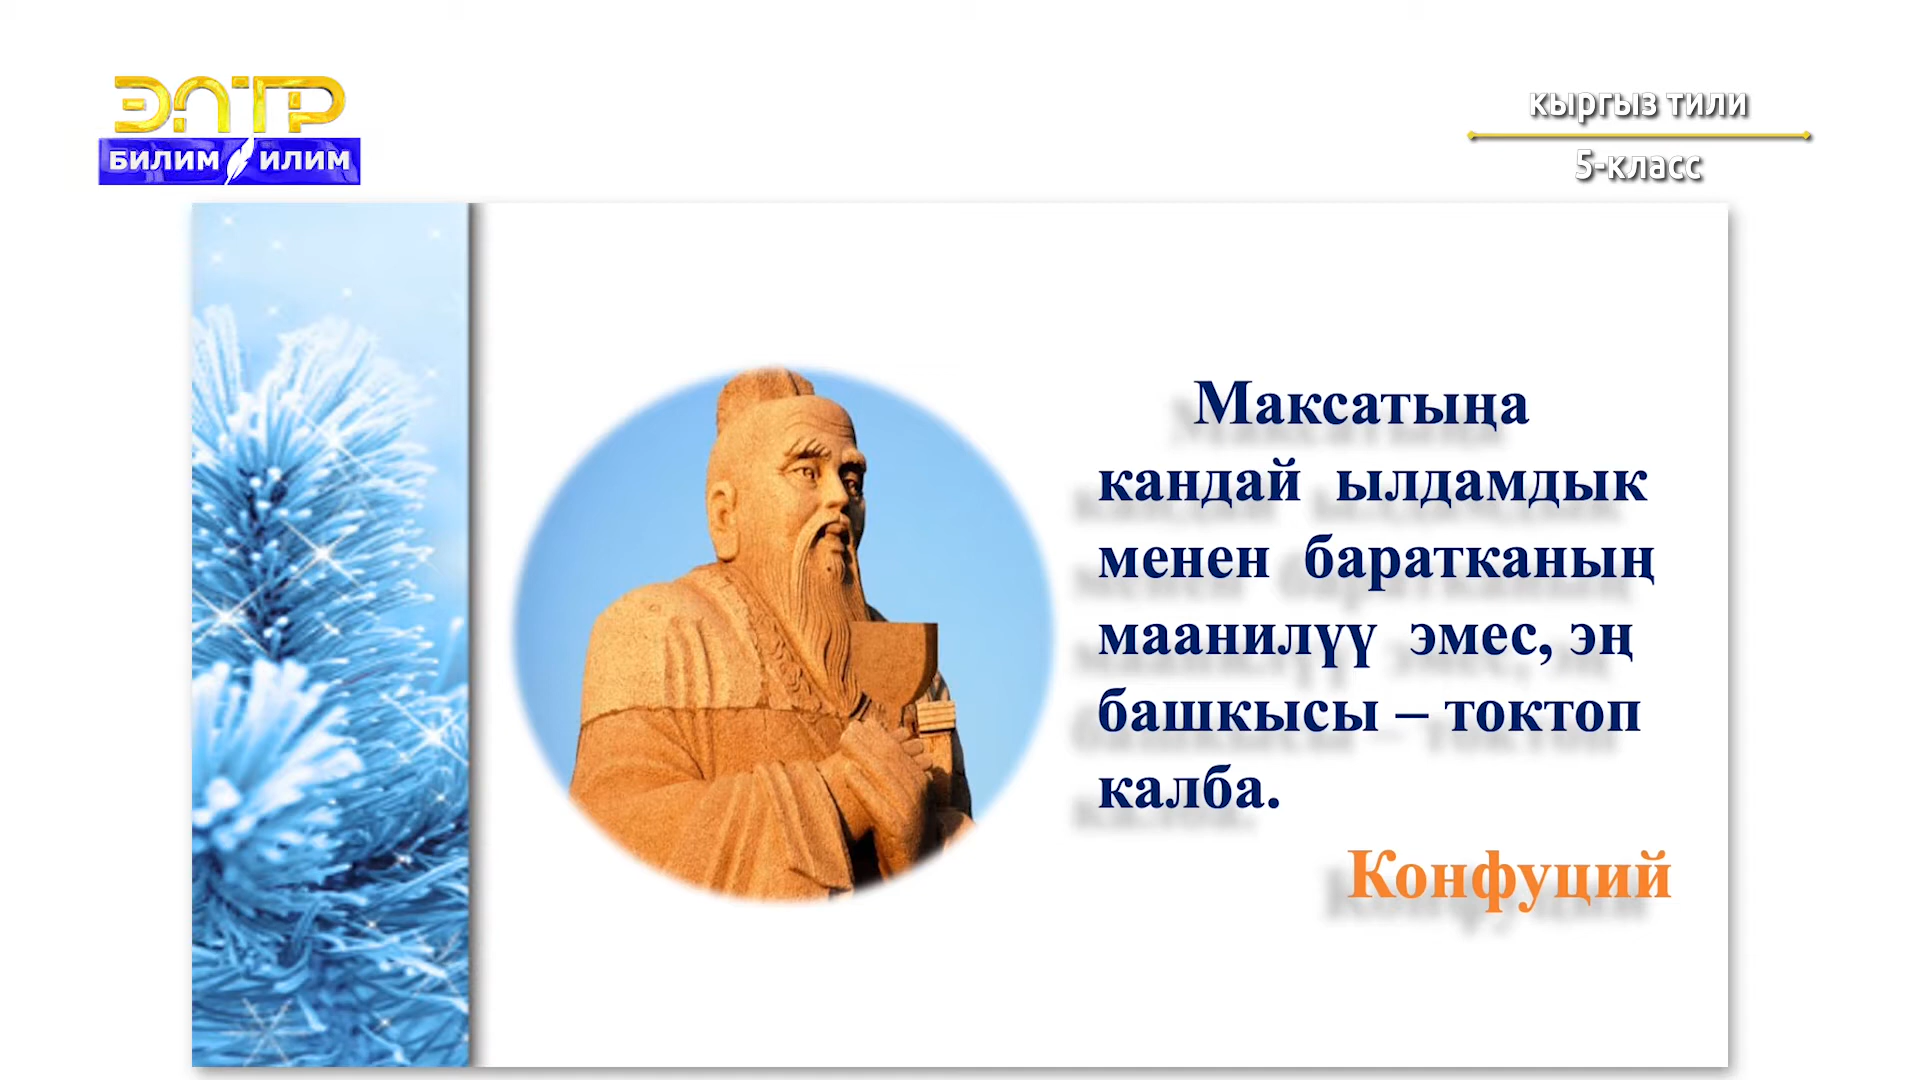 ЭЛТР
БИЛИМ ИЛИМ
кыргыз тили
5-класс
Максатыңа
кандай ылдамдык
менен баратканың
маанилүү эмес, эң
башкысы – токтоп
калба.
Конфуций